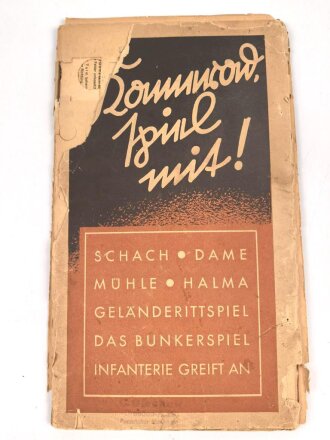 Kamerad,
spiel
mit!
SCHACH • DAME
MÜHLE • HALMA
GELÄNDERITTSPIEL
DAS BUNKERSPIEL
INFANTERIE GREIFT AN